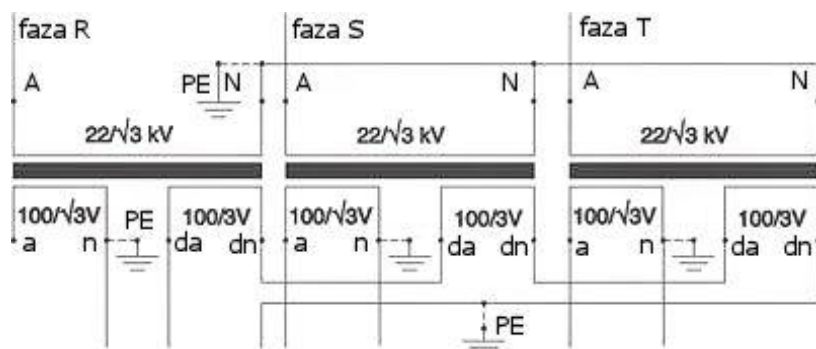 faza R faza S faza T
A PE N A N A N
22/√3 kV 22/√3 kV 22/√3 kV
100/√3V PE 100/3V 100/√3V 100/3V 100/√3V 100/3V
a n da dn a n da dn a n da dn
PE